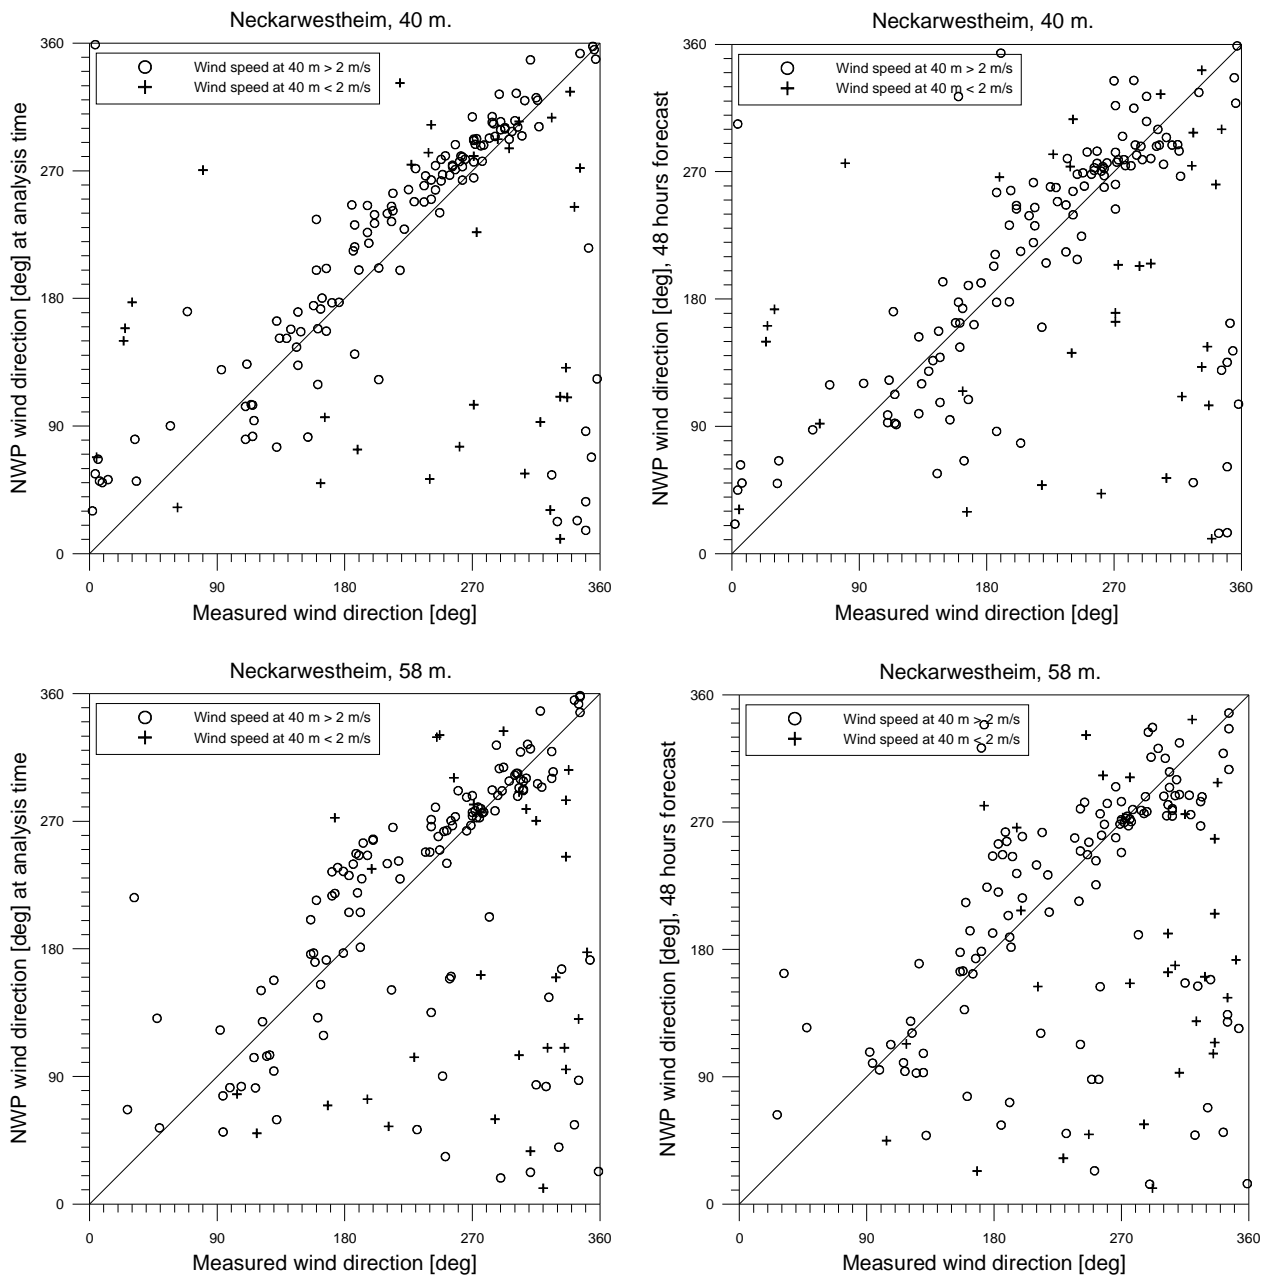 Neckarwestheim, 40 m.
Wind speed at 40 m > 2 m/s
Wind speed at 40 m < 2 m/s
360
270
180
90
0
NWP wind direction [deg] at analysis time
0 90 180 270 360
Measured wind direction [deg]
Neckarwestheim, 40 m.
Wind speed at 40 m > 2 m/s
Wind speed at 40 m < 2 m/s
360
270
180
90
0
NWP wind direction [deg], 48 hours forecast
0 90 180 270 360
Measured wind direction [deg]
Neckarwestheim, 58 m.
Wind speed at 40 m > 2 m/s
Wind speed at 40 m < 2 m/s
360
270
180
90
0
NWP wind direction [deg] at analysis time
0 90 180 270 360
Measured wind direction [deg]
Neckarwestheim, 58 m.
Wind speed at 40 m > 2 m/s
Wind speed at 40 m < 2 m/s
360
270
180
90
0
NWP wind direction [deg], 48 hours forecast
0 90 180 270 360
Measured wind direction [deg]